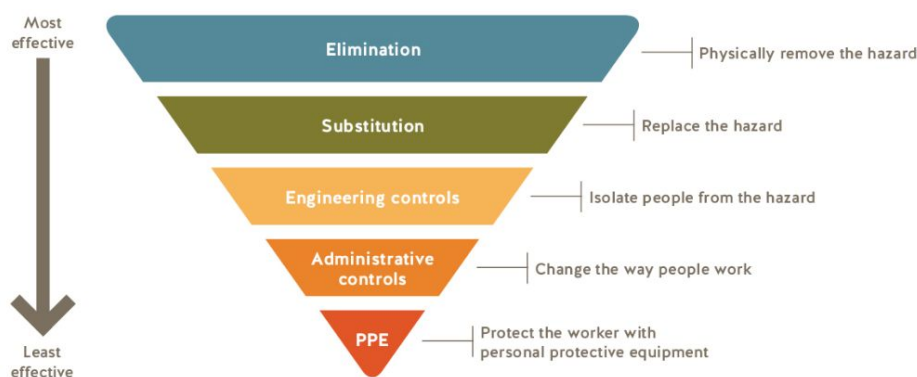 Most
effective
Elimination
Physically remove the hazard
Substitution
Replace the hazard
Engineering controls
Isolate people from the hazard
Administrative
controls
Change the way people work
PPE
Protect the worker with
personal protective equipment
Least
effective